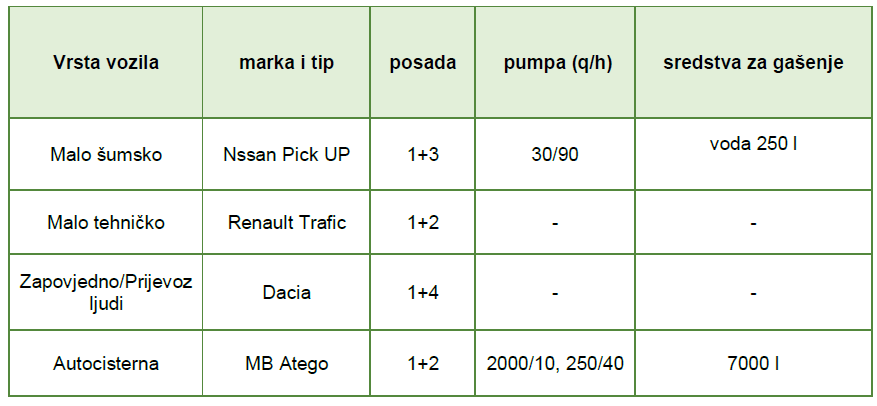 Vrsta vozila marka i tip posada pumpa (q/h) sredstva za gašenje
Malo šumsko Nssan Pick UP 1+3 30/90 voda 250 l
Malo tehničko Renault Trafic 1+2 - -
Zapovjedno/Prijevoz
ljudi Dacia 1+4 - -
Autocisterna MB Atego 1+2 2000/10, 250/40 7000 l